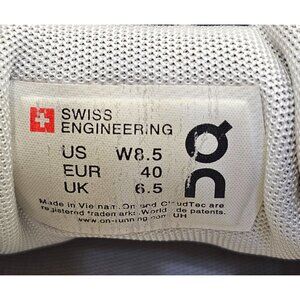 SWISS
ENGINEERING
US W8.5
EUR 40
UK 6.5
Made in Vietnam. On and CloudTec are
registered trademarks. Worldwide patents.
www.on-running.com UH
on